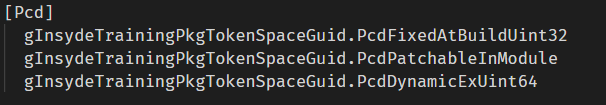 [Pcd]
gInsydeTrainingPkgTokenSpaceGuid.PcdFixedAtBuildUint32
gInsydeTrainingPkgTokenSpaceGuid.PcdPatchableInModule
gInsydeTrainingPkgTokenSpaceGuid.PcdDynamicExUint64